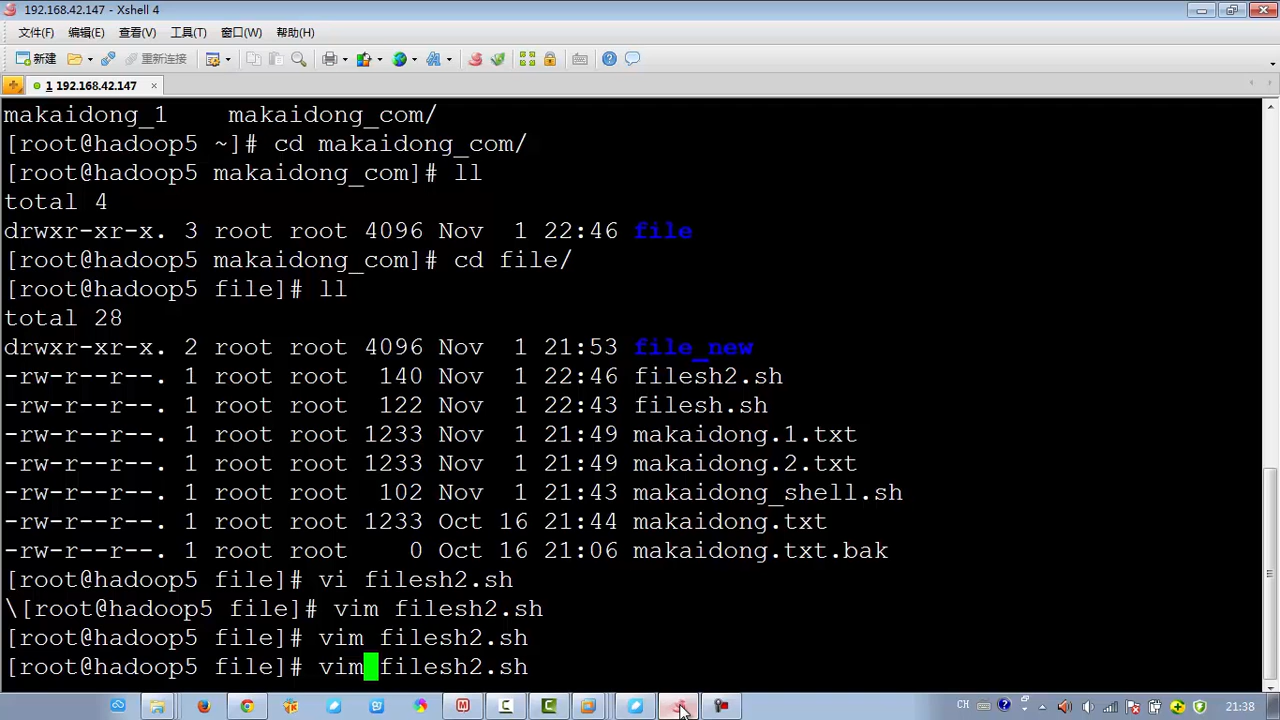 192.168.42.147 - Xshell 4
文件(F) 编辑(E) 查看(V) 工具(T) 窗口(W) 帮助(H)
新建 重新连接
1 192.168.42.147
makaidong_1    makaidong_com/
[root@hadoop5 ~]# cd makaidong_com/
[root@hadoop5 makaidong_com]# ll
total 4
drwxr-xr-x. 3 root root 4096 Nov  1 22:46 file
[root@hadoop5 makaidong_com]# cd file/
[root@hadoop5 file]# ll
total 28
drwxr-xr-x. 2 root root 4096 Nov  1 21:53 file_new
-rw-r--r--. 1 root root  140 Nov  1 22:46 filesh2.sh
-rw-r--r--. 1 root root  122 Nov  1 22:43 filesh.sh
-rw-r--r--. 1 root root 1233 Nov  1 21:49 makaidong.1.txt
-rw-r--r--. 1 root root 1233 Nov  1 21:49 makaidong.2.txt
-rw-r--r--. 1 root root  102 Nov  1 21:43 makaidong_shell.sh
-rw-r--r--. 1 root root 1233 Oct 16 21:44 makaidong.txt
-rw-r--r--. 1 root root    0 Oct 16 21:06 makaidong.txt.bak
[root@hadoop5 file]# vi filesh2.sh
\[root@hadoop5 file]# vim filesh2.sh
[root@hadoop5 file]# vim filesh2.sh
[root@hadoop5 file]# vim filesh2.sh
CH 21:38